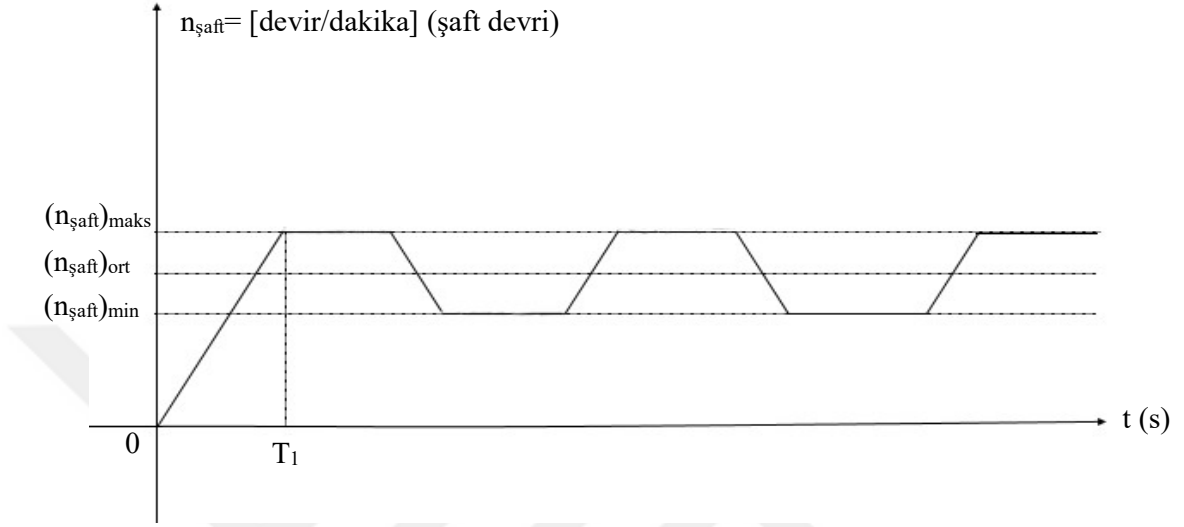 nşaft= [devir/dakika] (şaft devri)
(nşaft)maks
(nşaft)ort
(nşaft)min
t (s)
0
T1